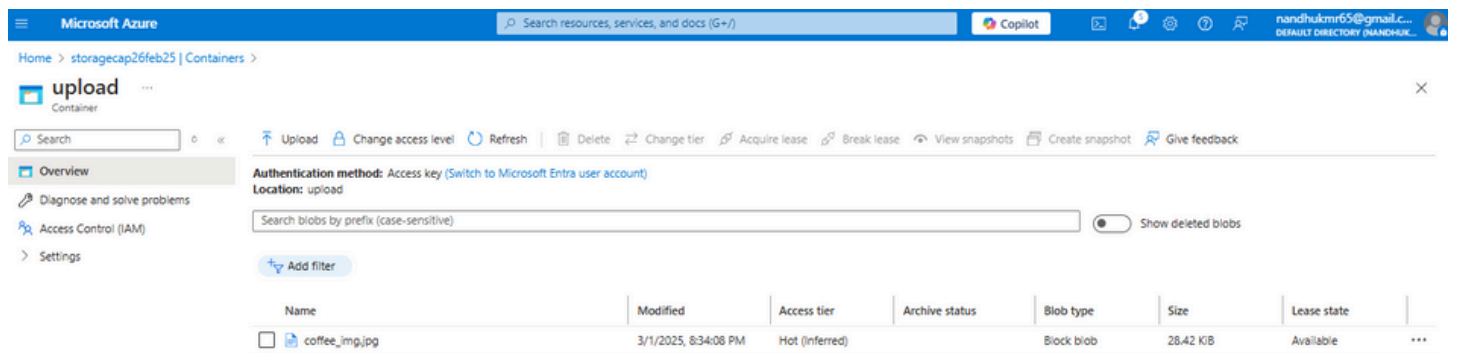 Microsoft Azure
Search resources, services, and docs (G+/)
Copilot
5
nandhukmr65@gmail.c...
DEFAULT DIRECTORY (NANDHUK...
Home > storagecap26feb25 | Containers >
upload ...
Container
Search
Upload Change access level Refresh Delete Change tier Acquire lease Break lease View snapshots Create snapshot Give feedback
Overview
Diagnose and solve problems
Access Control (IAM)
Settings
Authentication method: Access key (Switch to Microsoft Entra user account)
Location: upload
Search blobs by prefix (case-sensitive)
Show deleted blobs
Add filter
Name Modified Access tier Archive status Blob type Size Lease state
coffee_img.jpg 3/1/2025, 8:34:08 PM Hot (Inferred) Block blob 28.42 KiB Available ...